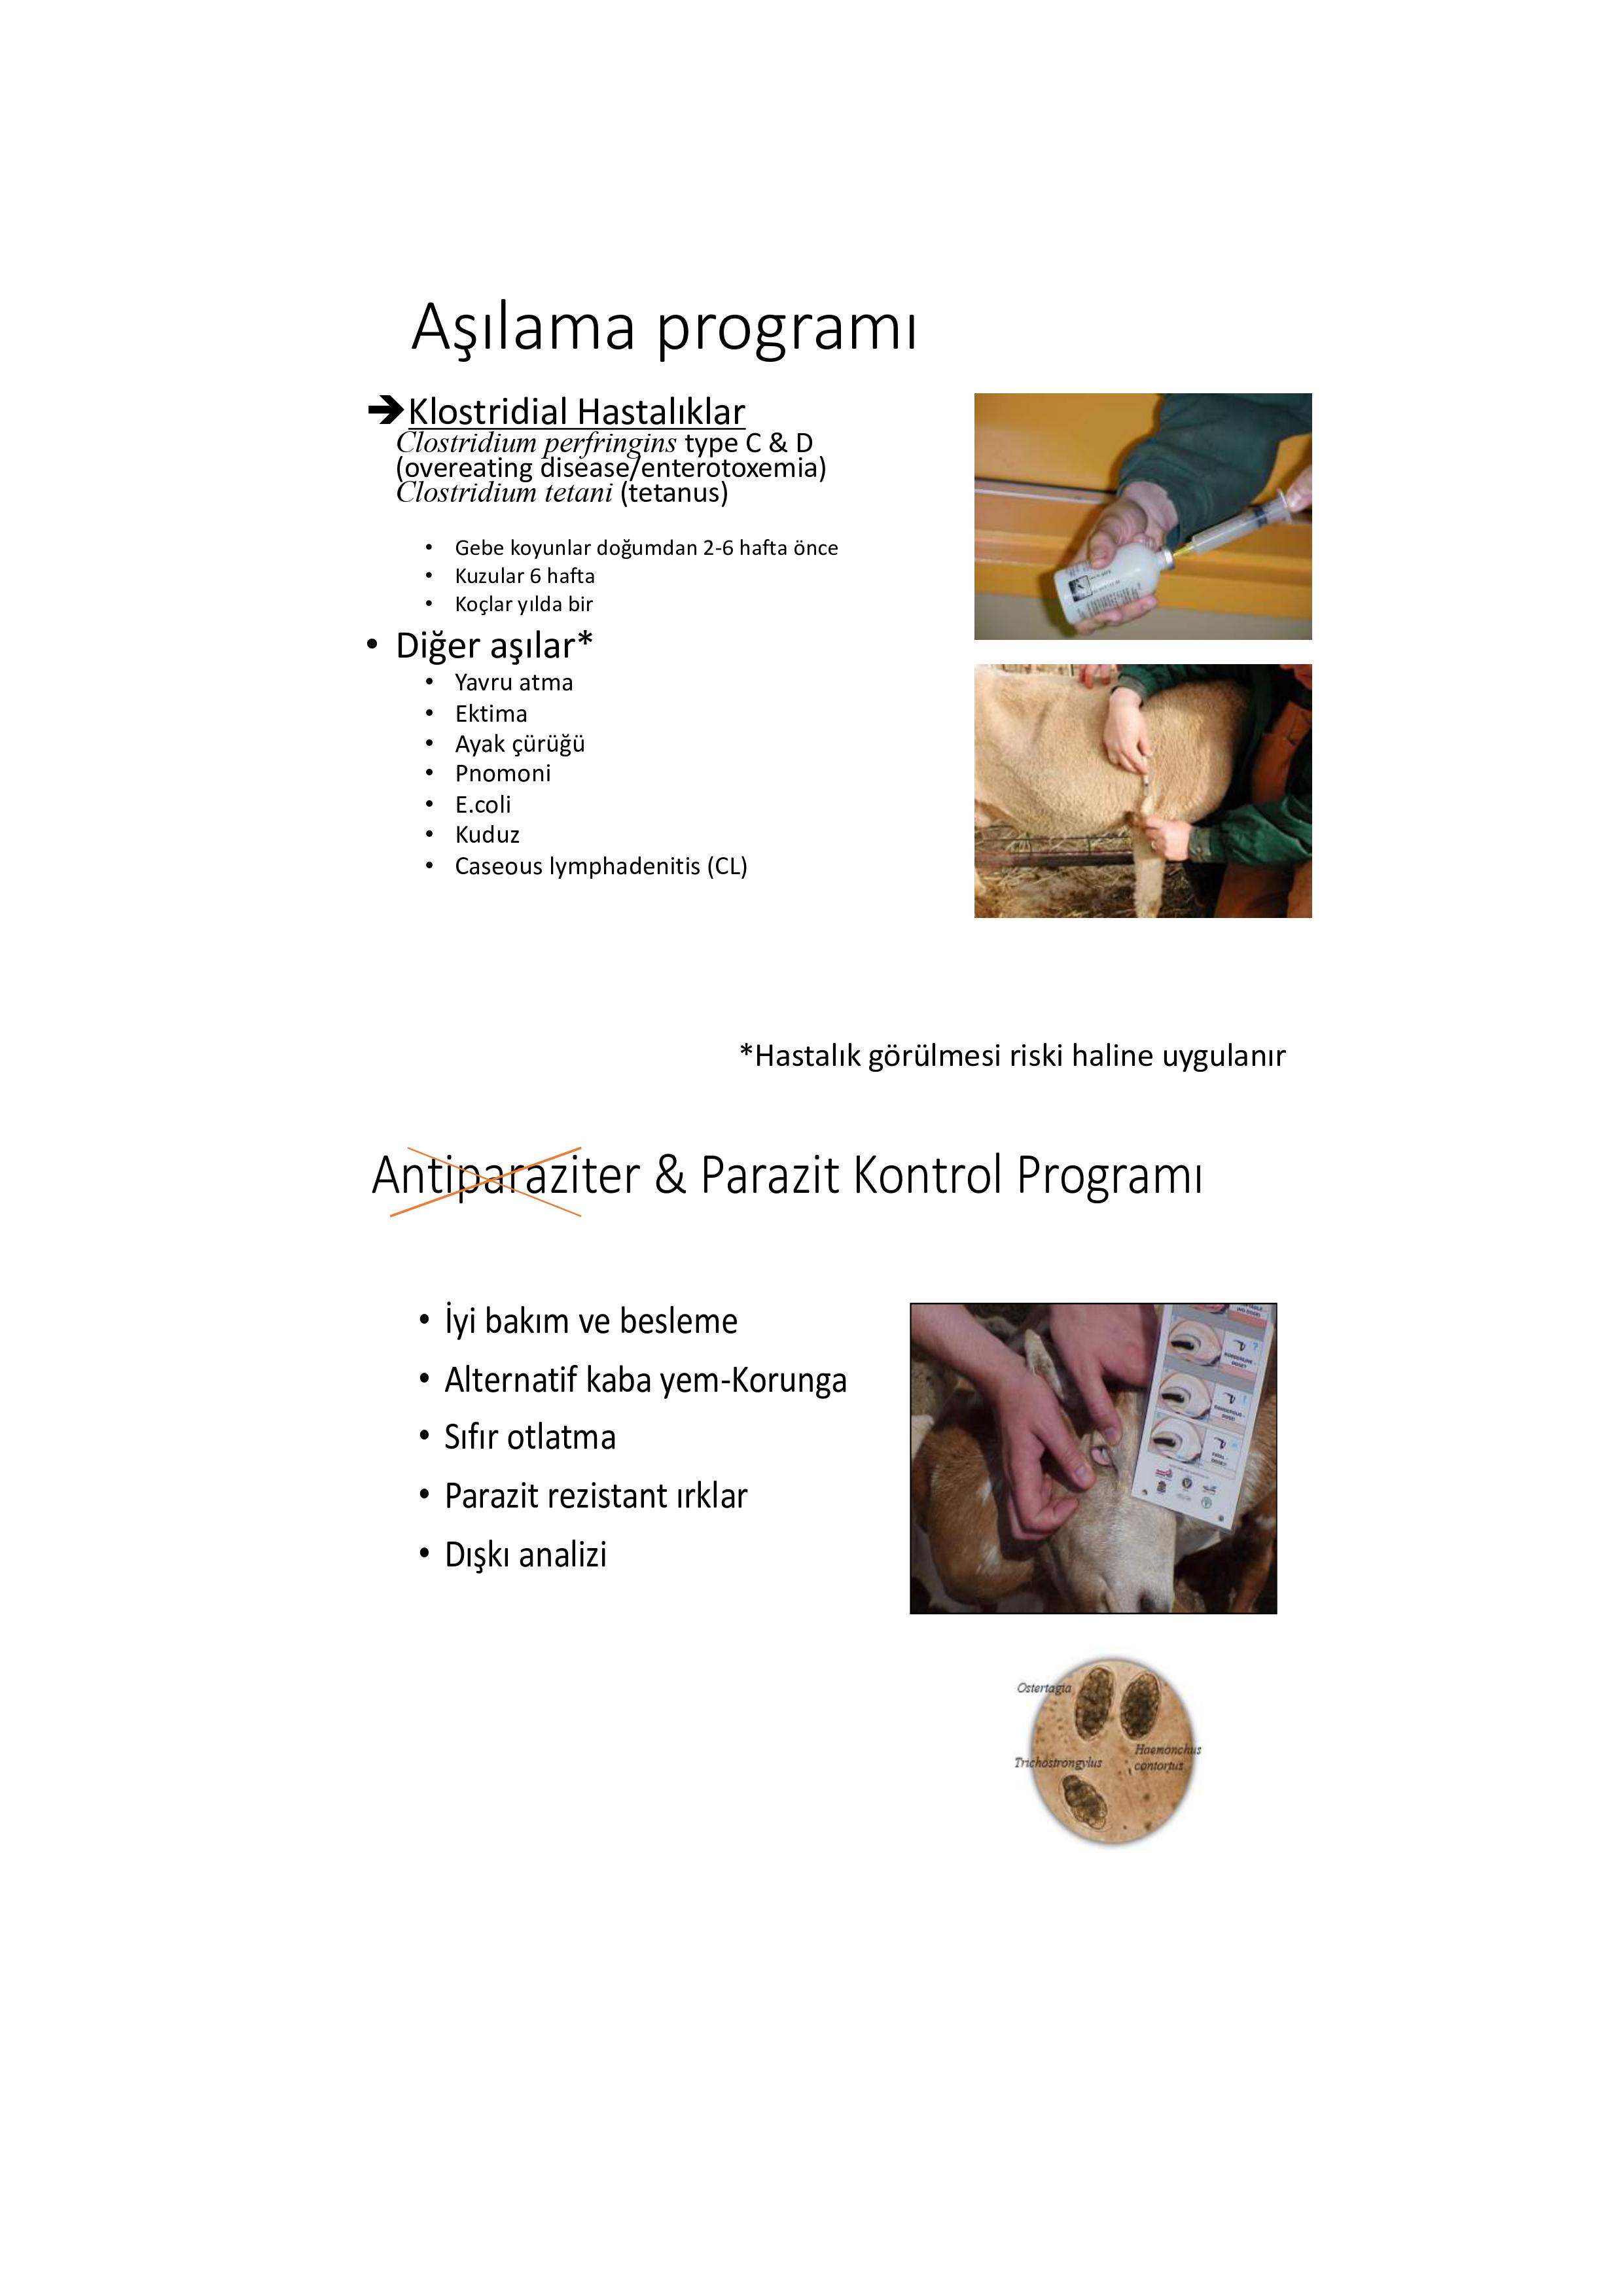 Aşılama programı
➔Klostridial Hastalıklar
Clostridium perfringins type C & D
(overeating disease/enterotoxemia)
Clostridium tetani (tetanus)
• Gebe koyunlar doğumdan 2-6 hafta önce
• Kuzular 6 hafta
• Koçlar yılda bir
• Diğer aşılar*
• Yavru atma
• Ektima
• Ayak çürüğü
• Pnomoni
• E.coli
• Kuduz
• Caseous lymphadenitis (CL)
*Hastalık görülmesi riski haline uygulanır
Antiparaziter & Parazit Kontrol Programı
• İyi bakım ve besleme
• Alternatif kaba yem-Korunga
• Sıfır otlatma
• Parazit rezistant ırklar
• Dışkı analizi
Ostertagia
Haemonchus
contortus
Trichostrongylus